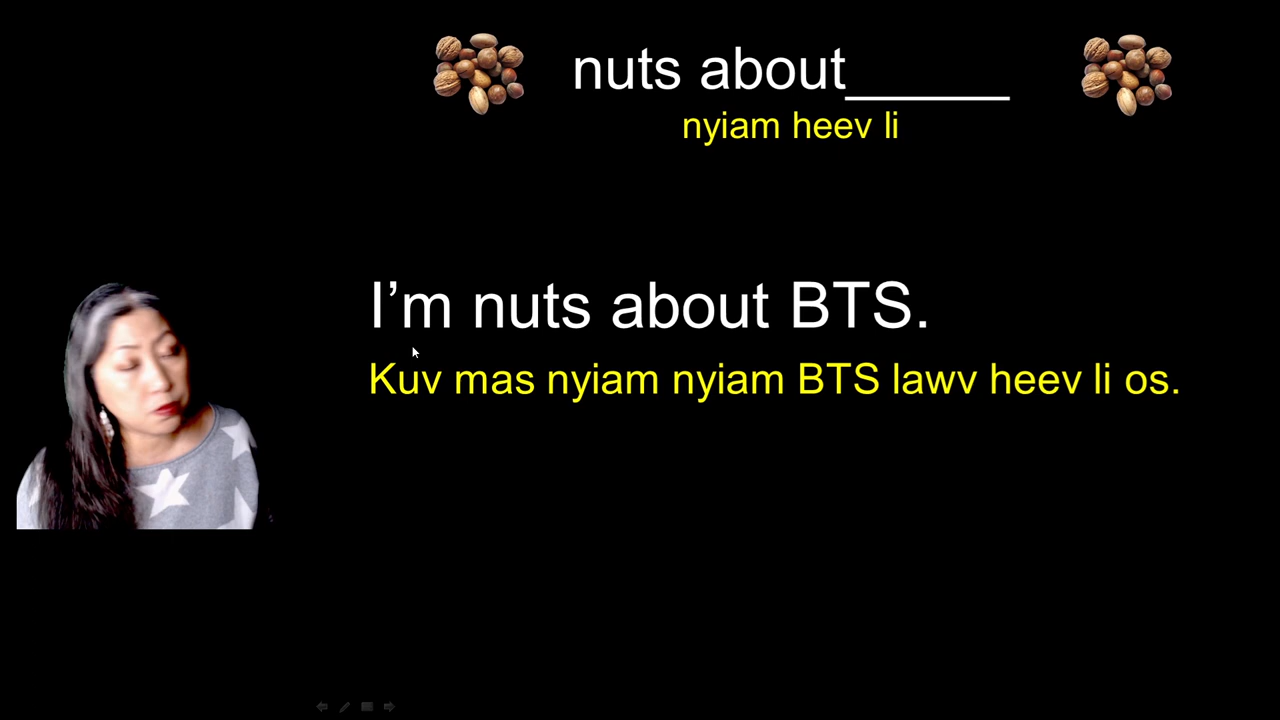 nuts about______
nyiam heev li
I’m nuts about BTS.
Kuv mas nyiam nyiam BTS lawv heev li os.